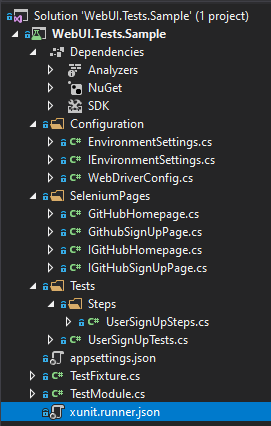 Solution 'WebUI.Tests.Sample' (1 project)
WebUI.Tests.Sample
Dependencies
Analyzers
NuGet
SDK
Configuration
C# EnvironmentSettings.cs
C# IEnvironmentSettings.cs
C# WebDriverConfig.cs
SeleniumPages
C# GitHubHomepage.cs
C# GithubSignUpPage.cs
C# IGitHubHomepage.cs
C# IGitHubSignUpPage.cs
Tests
Steps
C# UserSignUpSteps.cs
C# UserSignUpTests.cs
appsettings.json
C# TestFixture.cs
C# TestModule.cs
xunit.runner.json